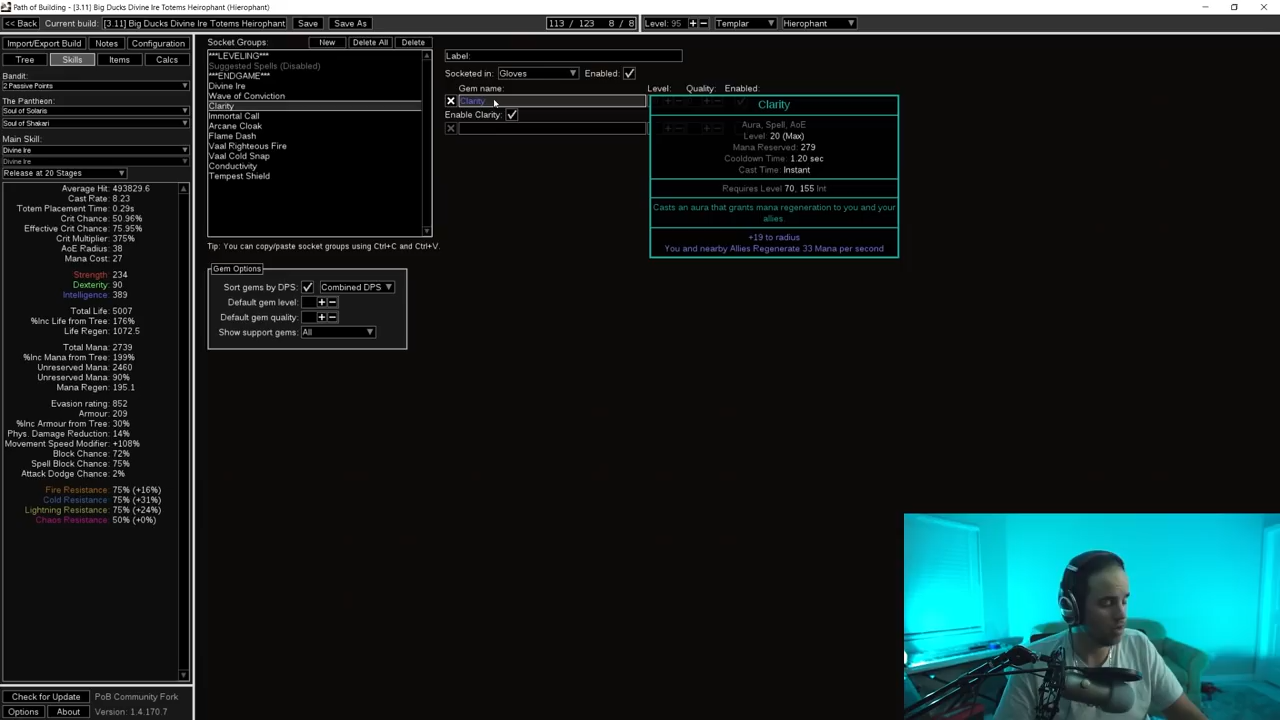 Path of Building - [3.11] Big Ducks Divine Ire Totems Heirophant (Hierophant)
<< Back
Current build:
[3.11] Big Ducks Divine Ire Totems Heirophant
Save
Save As
113 / 123 8 / 8
Level: 95 + −
Templar
Hierophant
Import/Export Build
Notes
Configuration
Tree
Skills
Items
Calcs
Bandit:
2 Passive Points
The Pantheon:
Soul of Solaris
Soul of Shakari
Main Skill:
Divine Ire
Divine Ire
Release at 20 Stages
Average Hit: 493829.6
Cast Rate: 8.23
Totem Placement Time: 0.29s
Crit Chance: 50.96%
Effective Crit Chance: 75.95%
Crit Multiplier: 375%
AoE Radius: 38
Mana Cost: 27
Strength: 234
Dexterity: 90
Intelligence: 389
Total Life: 5007
%Inc Life from Tree: 176%
Life Regen: 1072.5
Total Mana: 2739
%Inc Mana from Tree: 199%
Unreserved Mana: 2460
Unreserved Mana: 90%
Mana Regen: 195.1
Evasion rating: 852
Armour: 209
%Inc Armour from Tree: 30%
Phys. Damage Reduction: 14%
Movement Speed Modifier: +108%
Block Chance: 72%
Spell Block Chance: 75%
Attack Dodge Chance: 2%
Fire Resistance: 75% (+16%)
Cold Resistance: 75% (+31%)
Lightning Resistance: 75% (+24%)
Chaos Resistance: 50% (+0%)
Check for Update
PoB Community Fork
Options
About
Version: 1.4.170.7
Socket Groups:
New
Delete All
Delete
***LEVELING***
Suggested Spells (Disabled)
***ENDGAME***
Divine Ire
Wave of Conviction
Clarity
Immortal Call
Arcane Cloak
Flame Dash
Vaal Righteous Fire
Vaal Cold Snap
Conductivity
Tempest Shield
Tip: You can copy/paste socket groups using Ctrl+C and Ctrl+V.
Gem Options
Sort gems by DPS:
Combined DPS
Default gem level: + −
Default gem quality: + −
Show support gems:
All
Label:
Socketed in:
Gloves
Enabled:
Gem name:
Level:
Quality:
Enabled:
Clarity
Enable Clarity:
Clarity
Aura, Spell, AoE
Level: 20 (Max)
Mana Reserved: 279
Cooldown Time: 1.20 sec
Cast Time: Instant
Requires Level 70, 155 Int
Casts an aura that grants mana regeneration to you and your
allies.
+19 to radius
You and nearby Allies Regenerate 33 Mana per second